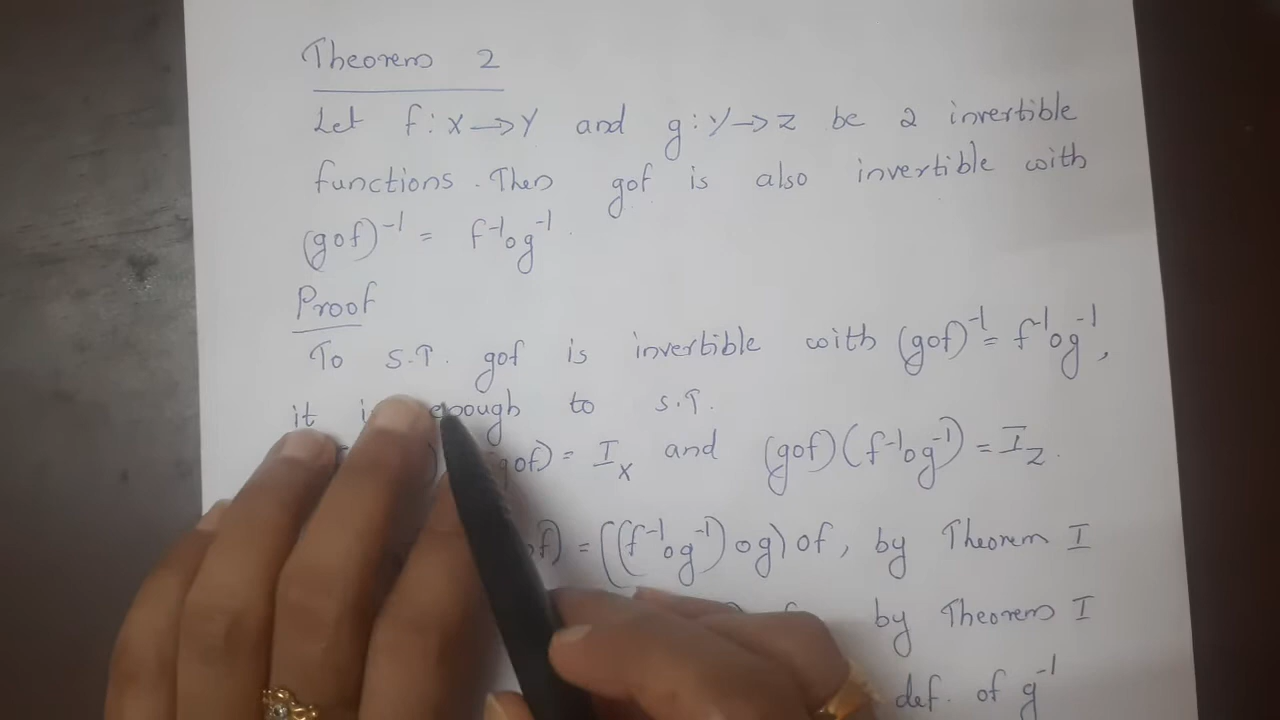 Theorem 2
Let f : X → Y and g : Y → Z be 2 invertible
functions. Then gof is also invertible with
(gof)⁻¹ = f⁻¹og⁻¹.
Proof
To S.T. gof is invertible with (gof)⁻¹ = f⁻¹og⁻¹,
it enough to S.T.
gof) = I_X and (gof)(f⁻¹og⁻¹) = I_Z.
of) = ((f⁻¹og⁻¹)og)of, by Theorem I
by Theorem I
def. of g⁻¹